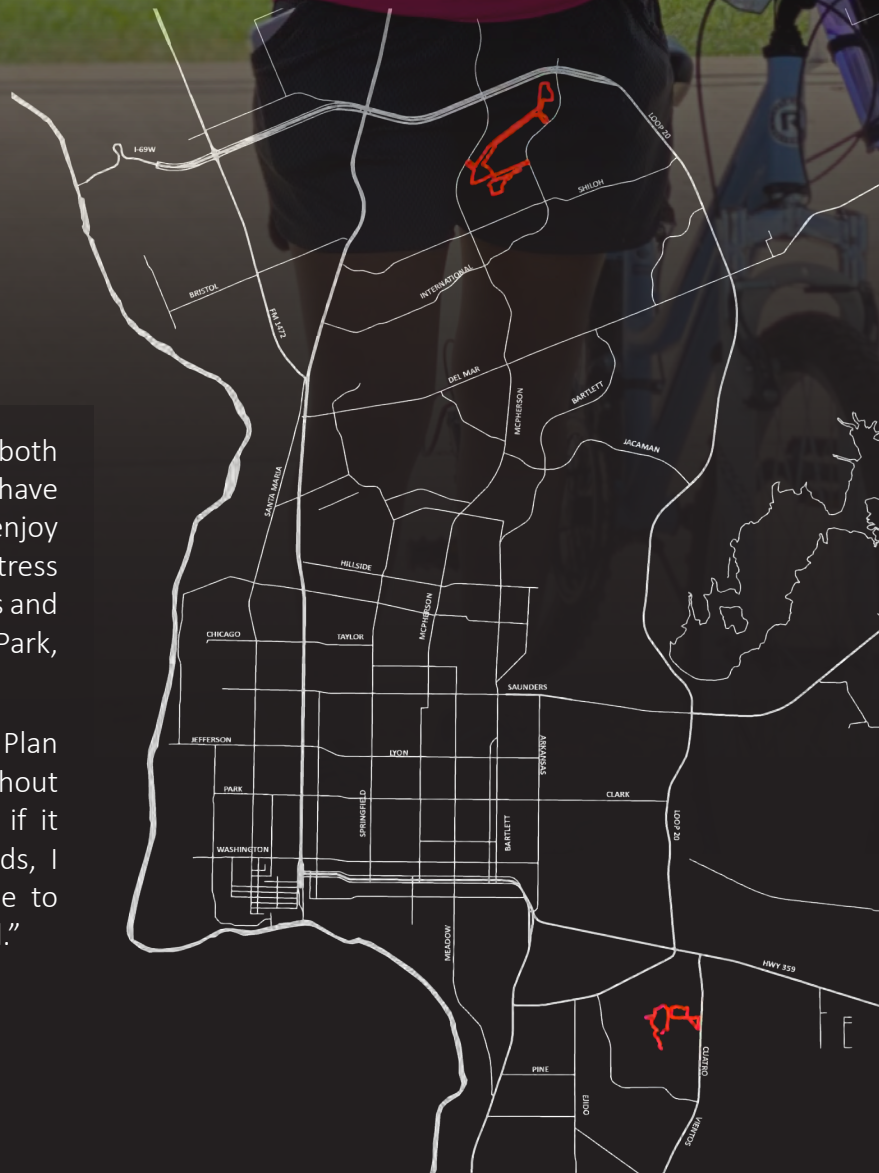 LOOP 20
I-69W
SHILOH
INTERNATIONAL
BRISTOL
FM 1472
DEL MAR
BARTLETT
MCPHERSON
both
have
enjoy
tress
s and
Park,
JACAMAN
SANTA MARIA
HILLSIDE
MCPHERSON
CHICAGO
TAYLOR
SAUNDERS
Plan
hout
if it
ds, I
e to
l.”
JEFFERSON
LYON
ARKANSAS
PARK
CLARK
SPRINGFIELD
BARTLETT
LOOP 20
WASHINGTON
MEADOW
HWY 359
PINE
EJIDO
CUATRO
VIENTOS
R